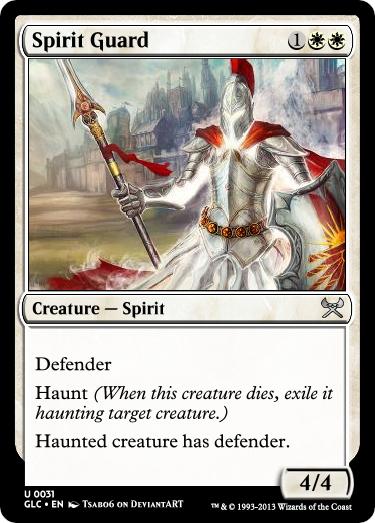 Spirit Guard 1
Creature — Spirit
Defender
Haunt (When this creature dies, exile it
haunting target creature.)
Haunted creature has defender.
4/4
U 0031
GLC • EN Tsabo6 on DeviantART
™ & © 1993-2013 Wizards of the Coast